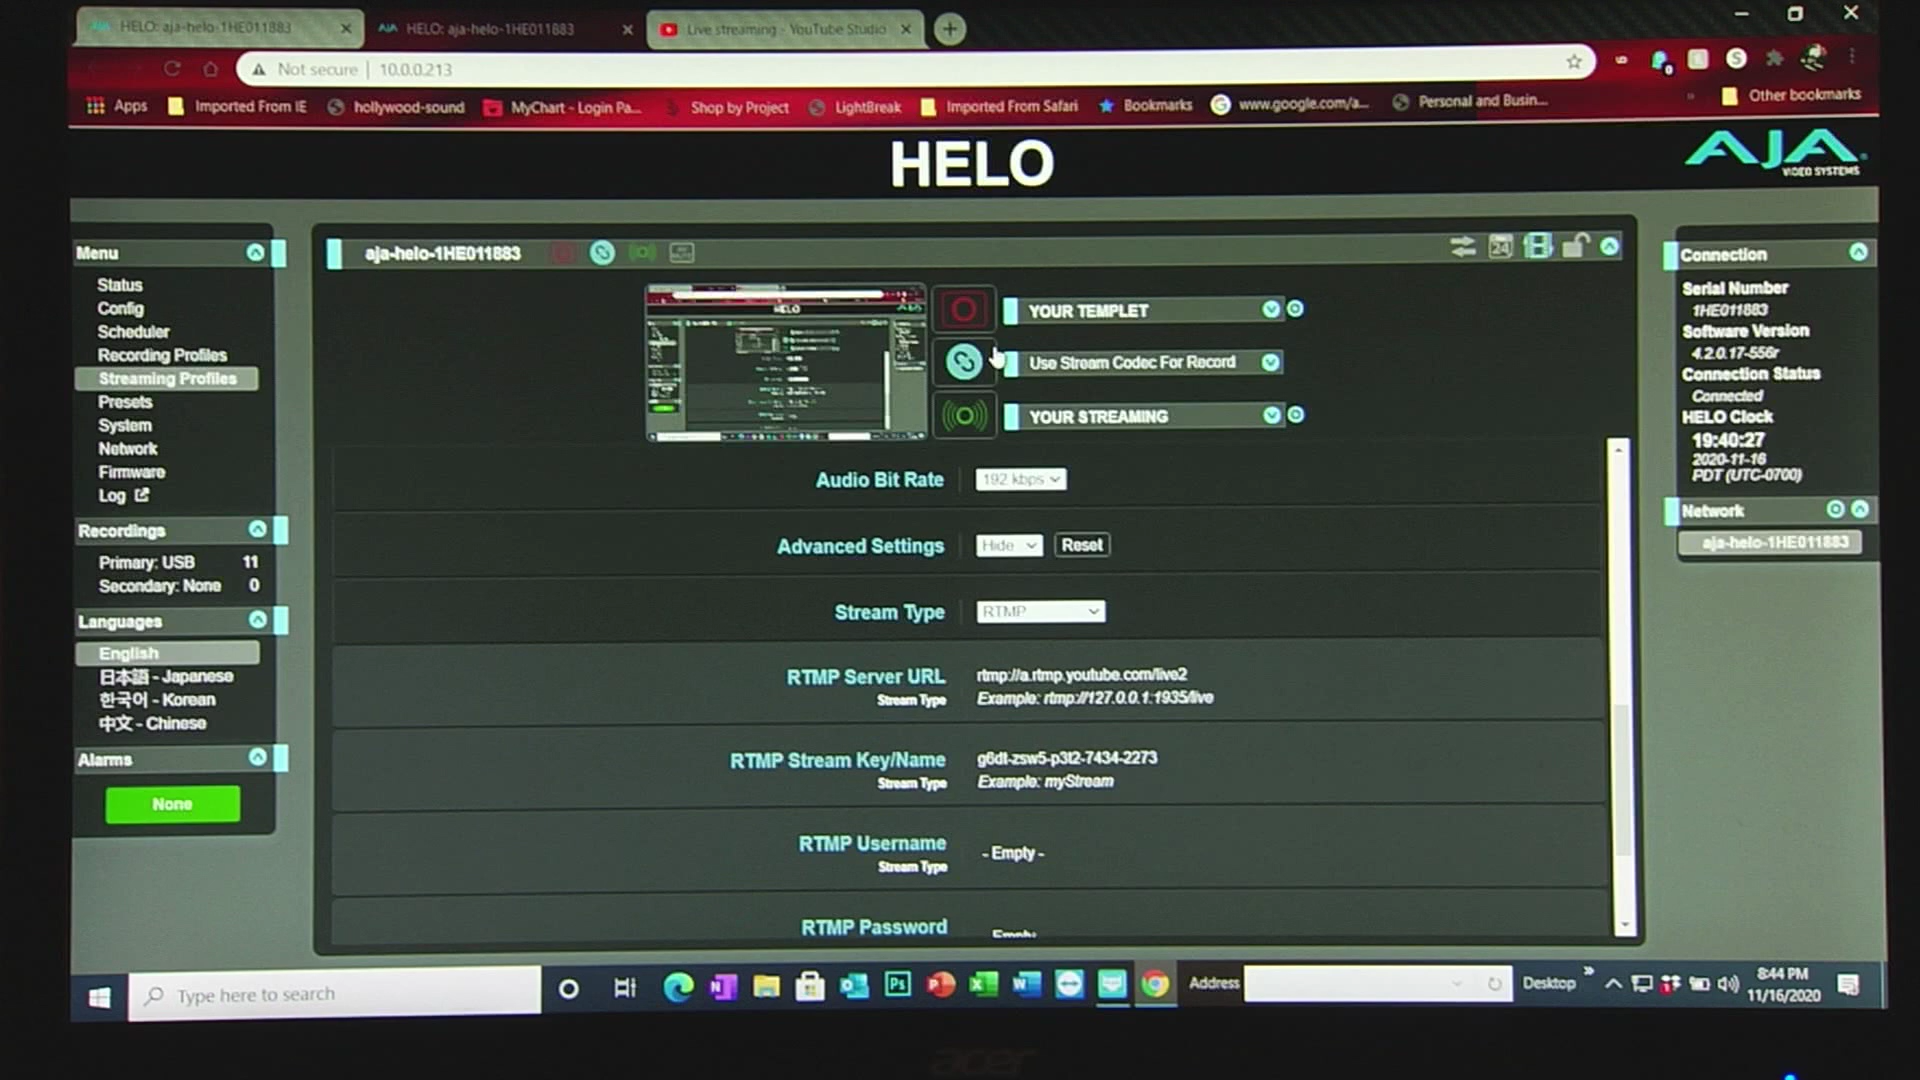 HELO: aja-helo-1HE011883
HELO: aja-helo-1HE011883
Live streaming - YouTube Studio
Not secure | 10.0.0.213
Apps
Imported From IE
hollywood-sound
MyChart - Login Pa...
Shop by Project
LightBreak
Imported From Safari
Bookmarks
www.google.com/a...
Personal and Busin...
Other bookmarks
HELO
AJA
VIDEO SYSTEMS
Menu
Status
Config
Scheduler
Recording Profiles
Streaming Profiles
Presets
System
Network
Firmware
Log
Recordings
Primary: USB 11
Secondary: None 0
Languages
English
日本語 - Japanese
한국어 - Korean
中文 - Chinese
Alarms
None
aja-helo-1HE011883
24
HELO
YOUR TEMPLET
Use Stream Codec For Record
YOUR STREAMING
Audio Bit Rate 192 kbps
Advanced Settings Hide Reset
Stream Type RTMP
RTMP Server URL rtmp://a.rtmp.youtube.com/live2
Stream Type Example: rtmp://127.0.0.1:1935/live
RTMP Stream Key/Name g6dt-zsw5-p3t2-7434-2273
Stream Type Example: myStream
RTMP Username - Empty -
Stream Type
RTMP Password Empty
Connection
Serial Number
1HE011883
Software Version
4.2.0.17-556r
Connection Status
Connected
HELO Clock
19:40:27
2020-11-16
PDT (UTC-0700)
Network
aja-helo-1HE011883
Type here to search
Address
Desktop
8:44 PM
11/16/2020
acer